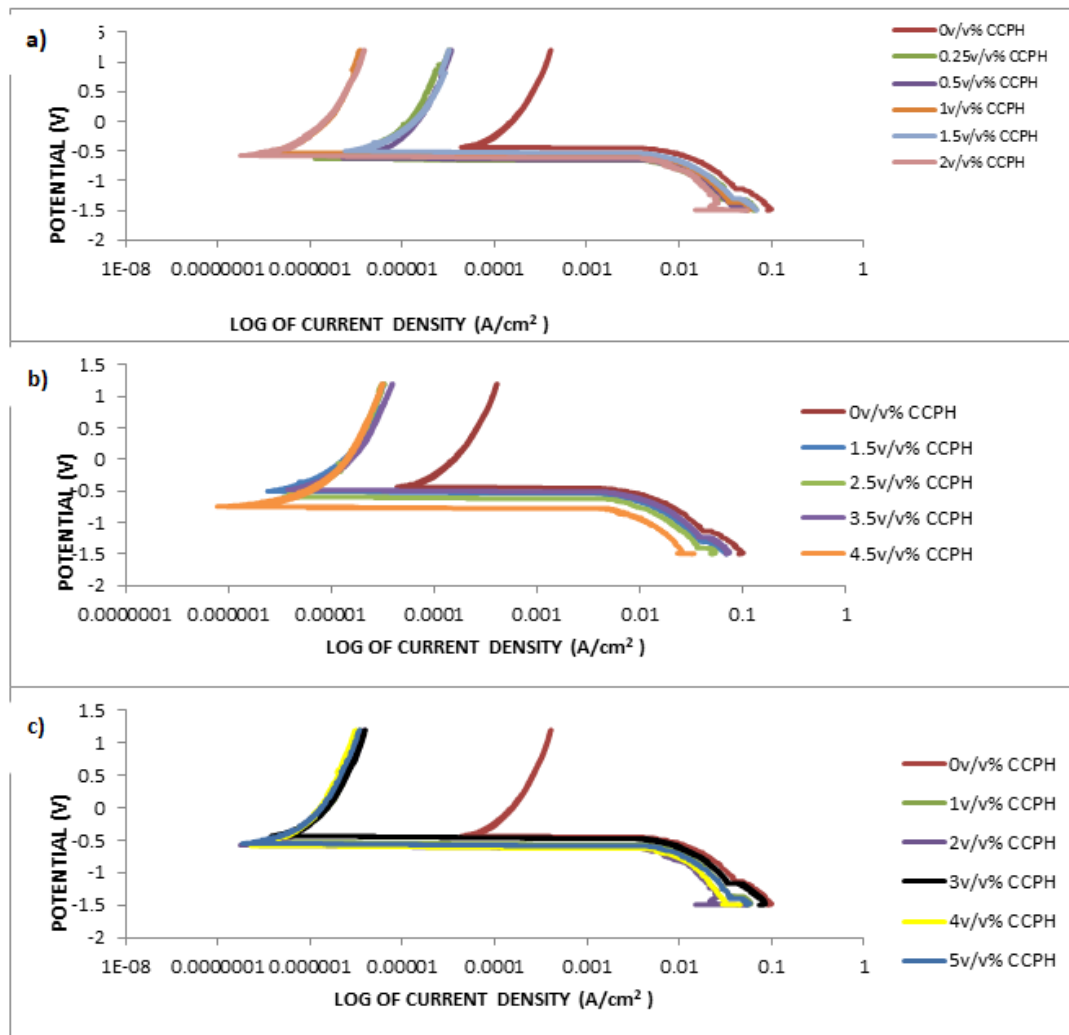 a)
5
1
0.5
0
-0.5
-1
-1.5
-2
POTENTIAL (V)
1E-08 0.0000001 0.000001 0.00001 0.0001 0.001 0.01 0.1 1
LOG OF CURRENT DENSITY (A/cm²)
0v/v% CCPH
0.25v/v% CCPH
0.5v/v% CCPH
1v/v% CCPH
1.5v/v% CCPH
2v/v% CCPH
b)
1.5
1
0.5
0
-0.5
-1
-1.5
-2
POTENTIAL (V)
0.0000001 0.000001 0.00001 0.0001 0.001 0.01 0.1 1
LOG OF CURRENT DENSITY (A/cm²)
0v/v% CCPH
1.5v/v% CCPH
2.5v/v% CCPH
3.5v/v% CCPH
4.5v/v% CCPH
c)
1.5
1
0.5
0
-0.5
-1
-1.5
-2
POTENTIAL (V)
1E-08 0.0000001 0.000001 0.00001 0.0001 0.001 0.01 0.1 1
LOG OF CURRENT DENSITY (A/cm²)
0v/v% CCPH
1v/v% CCPH
2v/v% CCPH
3v/v% CCPH
4v/v% CCPH
5v/v% CCPH